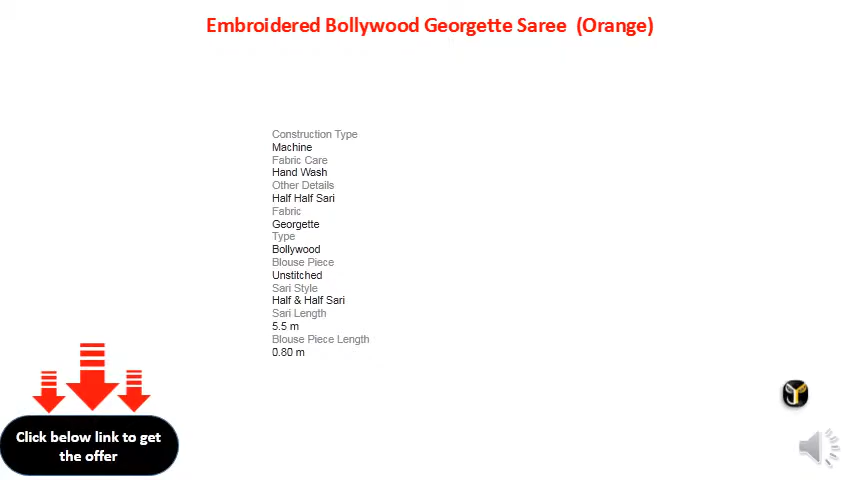 Embroidered Bollywood Georgette Saree (Orange)
Construction Type
Machine
Fabric Care
Hand Wash
Other Details
Half Half Sari
Fabric
Georgette
Type
Bollywood
Blouse Piece
Unstitched
Sari Style
Half & Half Sari
Sari Length
5.5 m
Blouse Piece Length
0.80 m
Click below link to get
the offer